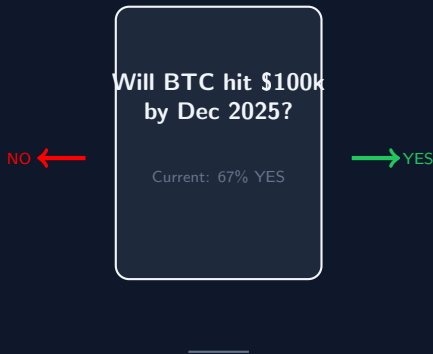 Will BTC hit $100k
by Dec 2025?
NO
YES
Current: 67% YES